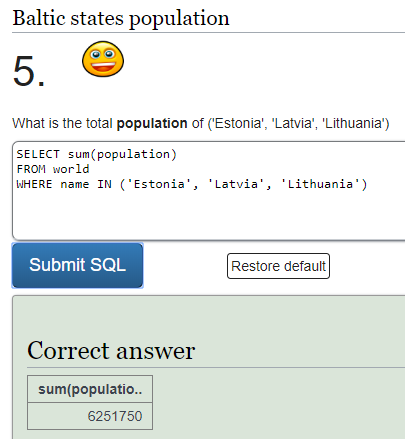 Baltic states population
5.
What is the total population of ('Estonia', 'Latvia', 'Lithuania')
SELECT sum(population)
FROM world
WHERE name IN ('Estonia', 'Latvia', 'Lithuania')
Submit SQL
Restore default
Correct answer
sum(populatio..
6251750